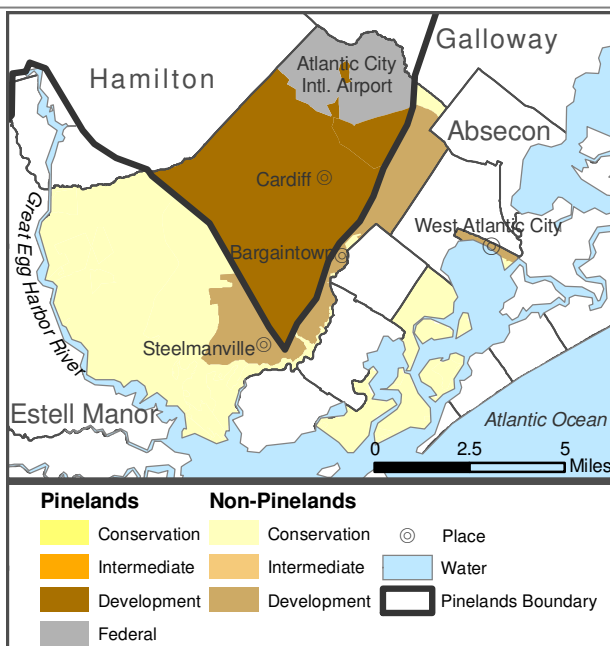 Galloway
Hamilton
Atlantic City
Intl. Airport
Absecon
Cardiff
West Atlantic City
Bargaintown
Great Egg Harbor River
Steelmanville
Estell Manor
Atlantic Ocean
0 2.5 5
Miles
Pinelands Non-Pinelands
Conservation Conservation Place
Intermediate Intermediate Water
Development Development Pinelands Boundary
Federal